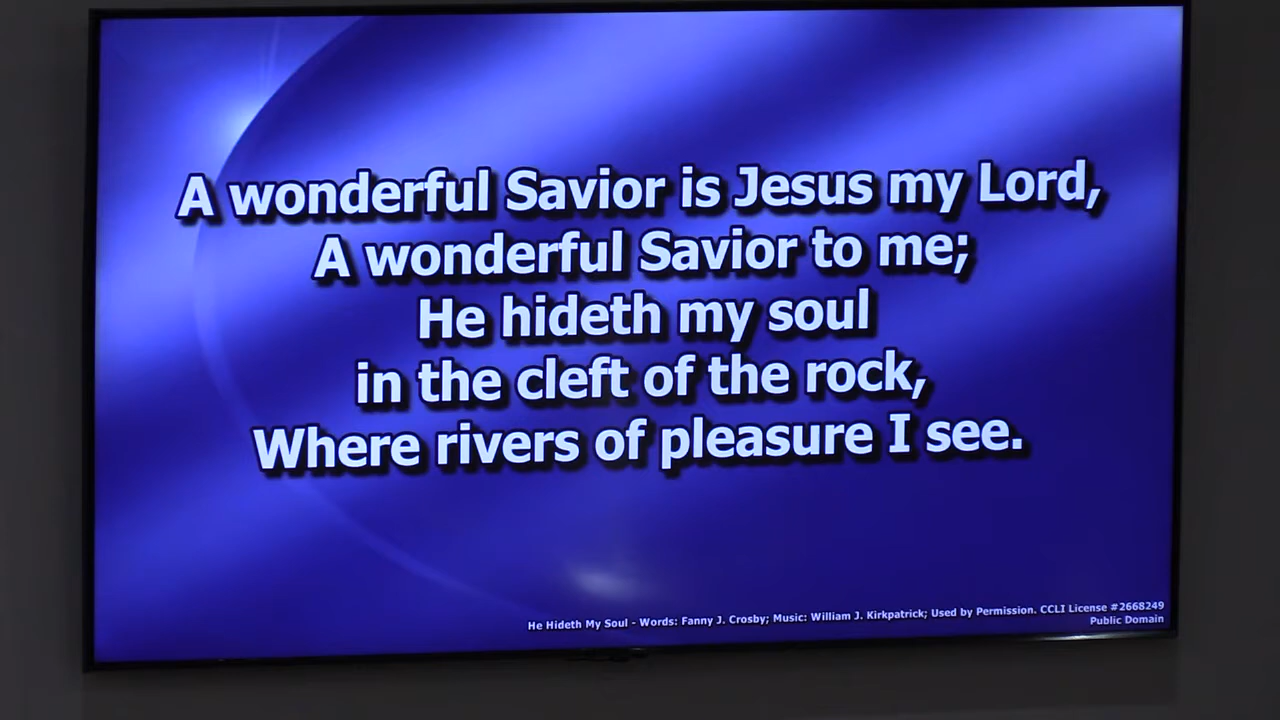 A wonderful Savior is Jesus my Lord,
A wonderful Savior to me;
He hideth my soul
in the cleft of the rock,
Where rivers of pleasure I see.
He Hideth My Soul - Words: Fanny J. Crosby; Music: William J. Kirkpatrick; Used by Permission. CCLI License #2668249
Public Domain